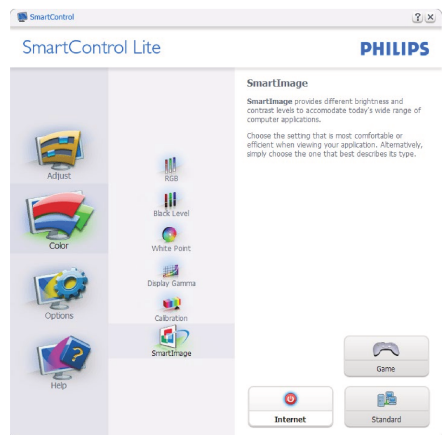 SmartControl
SmartControl Lite
PHILIPS
Adjust
Color
Options
Help
RGB
Black Level
White Point
Display Gamma
Calibration
SmartImage
SmartImage
SmartImage provides different brightness and
contrast levels to accomodate today's wide range of
computer applications.
Choose the setting that is most comfortable or
efficient when viewing your application. Alternatively,
simply choose the one that best describes its type.
Game
Internet
Standard